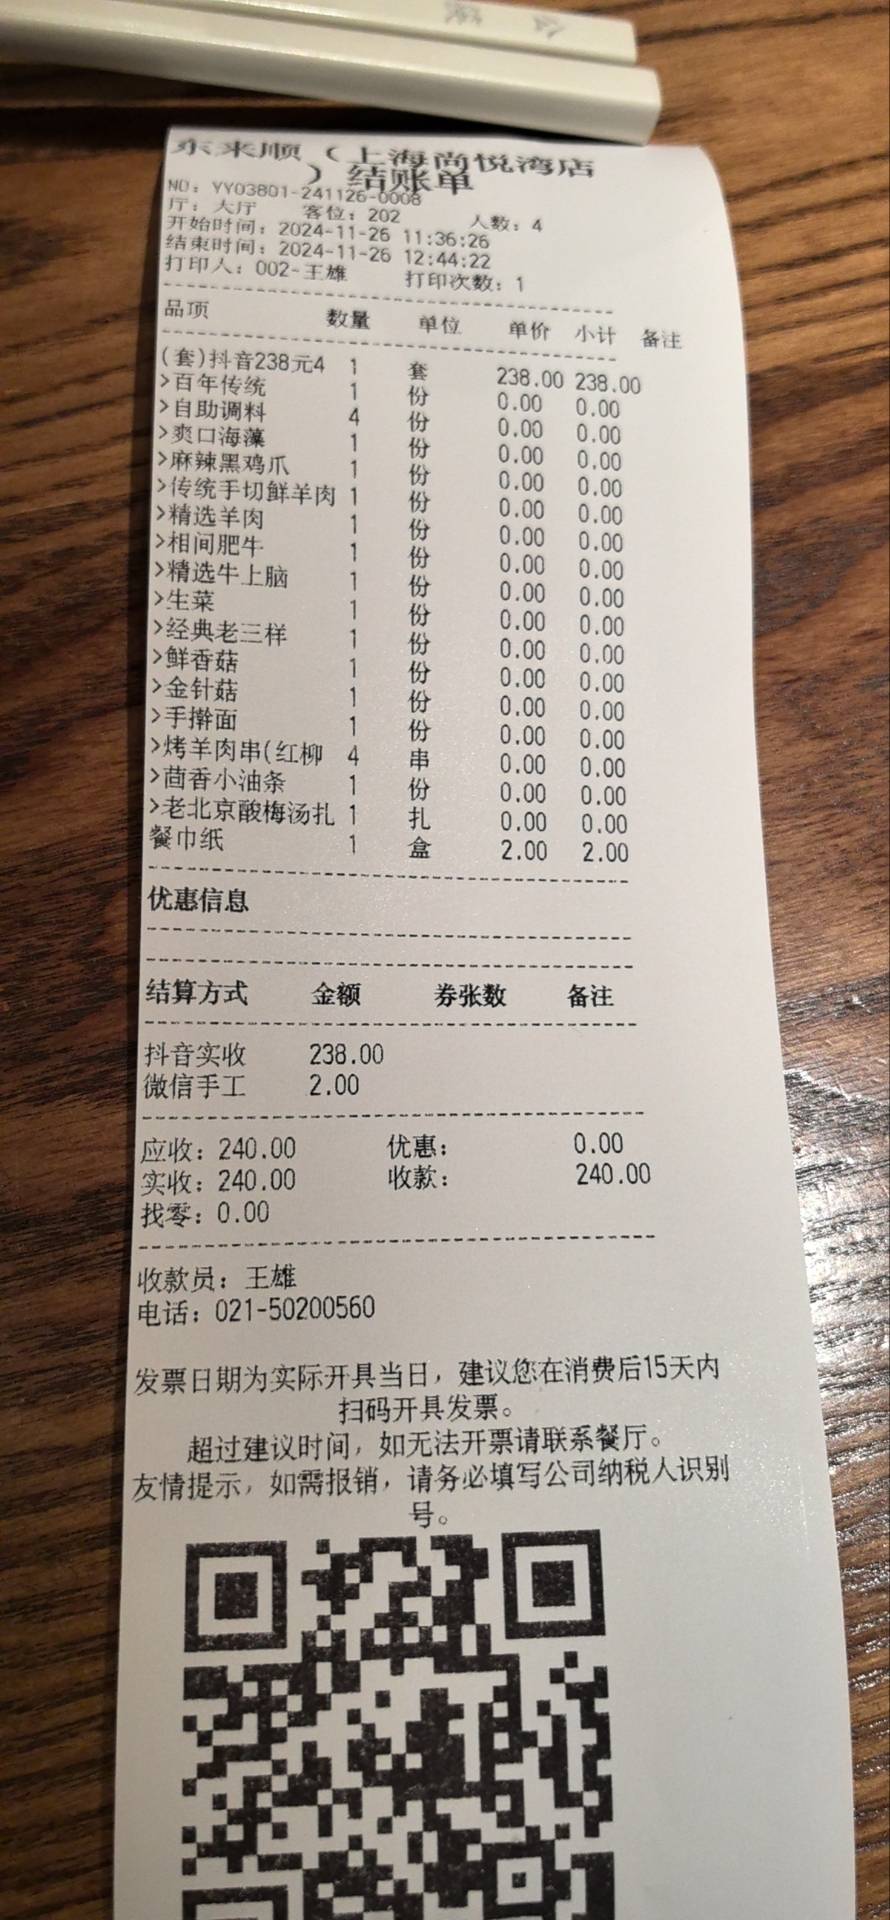 东来顺（上海尚悦湾店
）结账单
NO: YY03801-241126-0008
厅: 大厅 客位: 202 人数: 4
开始时间: 2024-11-26 11:36:26
结束时间: 2024-11-26 12:44:22
打印人: 002-王雄 打印次数: 1
品项 数量 单位 单价 小计 备注
(套)抖音238元4 1 套 238.00 238.00
>百年传统 1 份 0.00 0.00
>自助调料 4 份 0.00 0.00
>爽口海藻 1 份 0.00 0.00
>麻辣黑鸡爪 1 份 0.00 0.00
>传统手切鲜羊肉 1 份 0.00 0.00
>精选羊肉 1 份 0.00 0.00
>相间肥牛 1 份 0.00 0.00
>精选牛上脑 1 份 0.00 0.00
>生菜 1 份 0.00 0.00
>经典老三样 1 份 0.00 0.00
>鲜香菇 1 份 0.00 0.00
>金针菇 1 份 0.00 0.00
>手擀面 1 份 0.00 0.00
>烤羊肉串(红柳 4 串 0.00 0.00
>茴香小油条 1 份 0.00 0.00
>老北京酸梅汤扎 1 扎 0.00 0.00
餐巾纸 1 盒 2.00 2.00
优惠信息
结算方式 金额 券张数 备注
抖音实收 238.00
微信手工 2.00
应收: 240.00 优惠: 0.00
实收: 240.00 收款: 240.00
找零: 0.00
收款员: 王雄
电话: 021-50200560
发票日期为实际开具当日，建议您在消费后15天内
扫码开具发票。
超过建议时间，如无法开票请联系餐厅。
友情提示，如需报销，请务必填写公司纳税人识别
号。